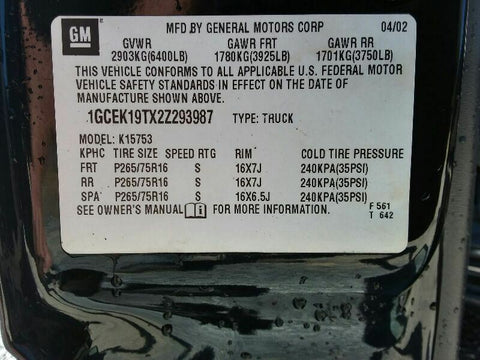 GM MFD BY GENERAL MOTORS CORP 04/02
GVWR GAWR FRT GAWR RR
2903KG(6400LB) 1780KG(3925LB) 1701KG(3750LB)
THIS VEHICLE CONFORMS TO ALL APPLICABLE U.S. FEDERAL MOTOR
VEHICLE SAFETY STANDARDS IN EFFECT ON THE DATE OF
MANUFACTURE SHOWN ABOVE.
1GCEK19TX2Z293987 TYPE: TRUCK
MODEL: K15753
KPHC TIRE SIZE SPEED RTG RIM COLD TIRE PRESSURE
FRT P265/75R16 S 16X7J 240KPA(35PSI)
RR P265/75R16 S 16X7J 240KPA(35PSI)
SPA P265/75R16 S 16X6.5J 240KPA(35PSI)
SEE OWNER'S MANUAL FOR MORE INFORMATION. F 561
T 642